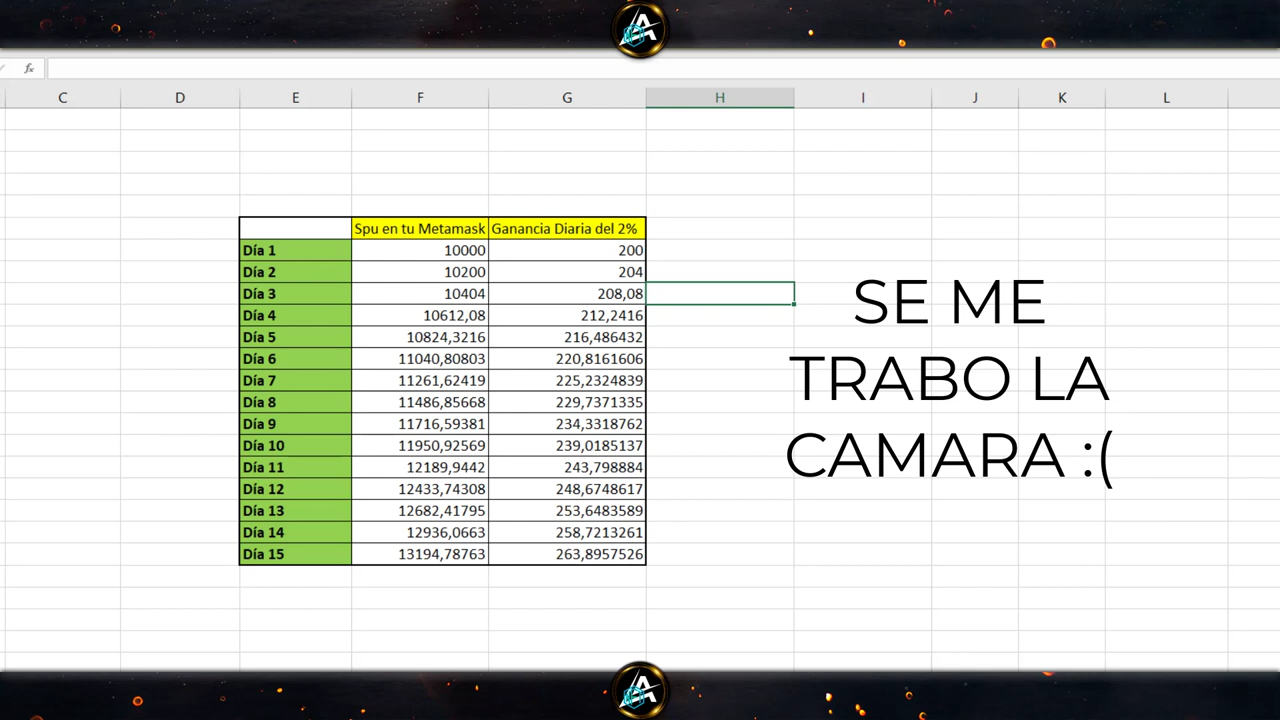 fx
C D E F G H I J K L
Spu en tu Metamask Ganancia Diaria del 2%
Día 1 10000 200
Día 2 10200 204
Día 3 10404 208,08
Día 4 10612,08 212,2416
Día 5 10824,3216 216,486432
Día 6 11040,80803 220,8161606
Día 7 11261,62419 225,2324839
Día 8 11486,85668 229,7371335
Día 9 11716,59381 234,3318762
Día 10 11950,92569 239,0185137
Día 11 12189,9442 243,798884
Día 12 12433,74308 248,6748617
Día 13 12682,41795 253,6483589
Día 14 12936,0663 258,7213261
Día 15 13194,78763 263,8957526
SE ME
TRABO LA
CAMARA :(